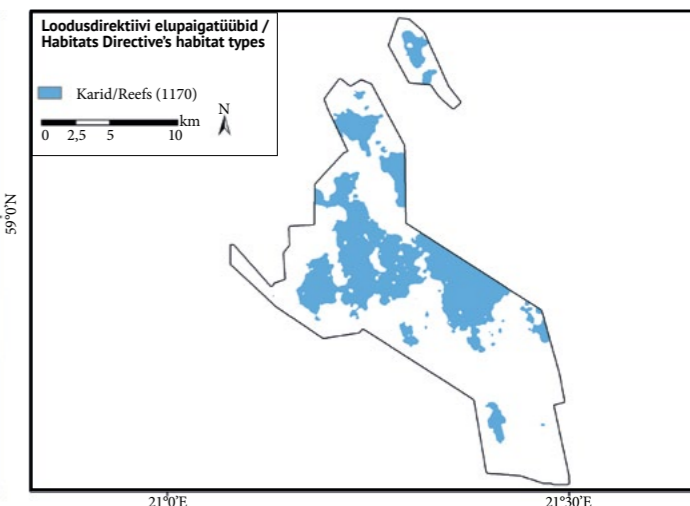 Loodusdirektiivi elupaigatüübid /
Habitats Directive's habitat types
Karid/Reefs (1170)
N
km
0 2,5 5 10
59°0'N
21°0'E 21°30'E